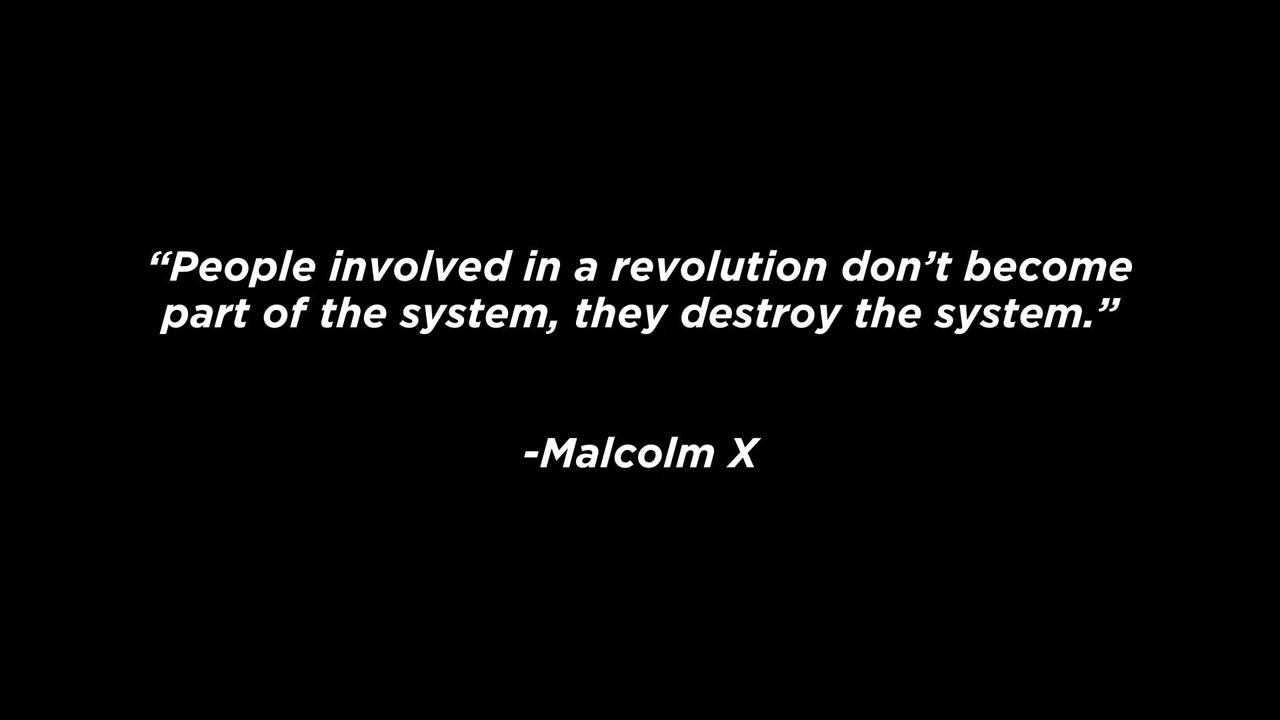 “People involved in a revolution don’t become
part of the system, they destroy the system.”
-Malcolm X